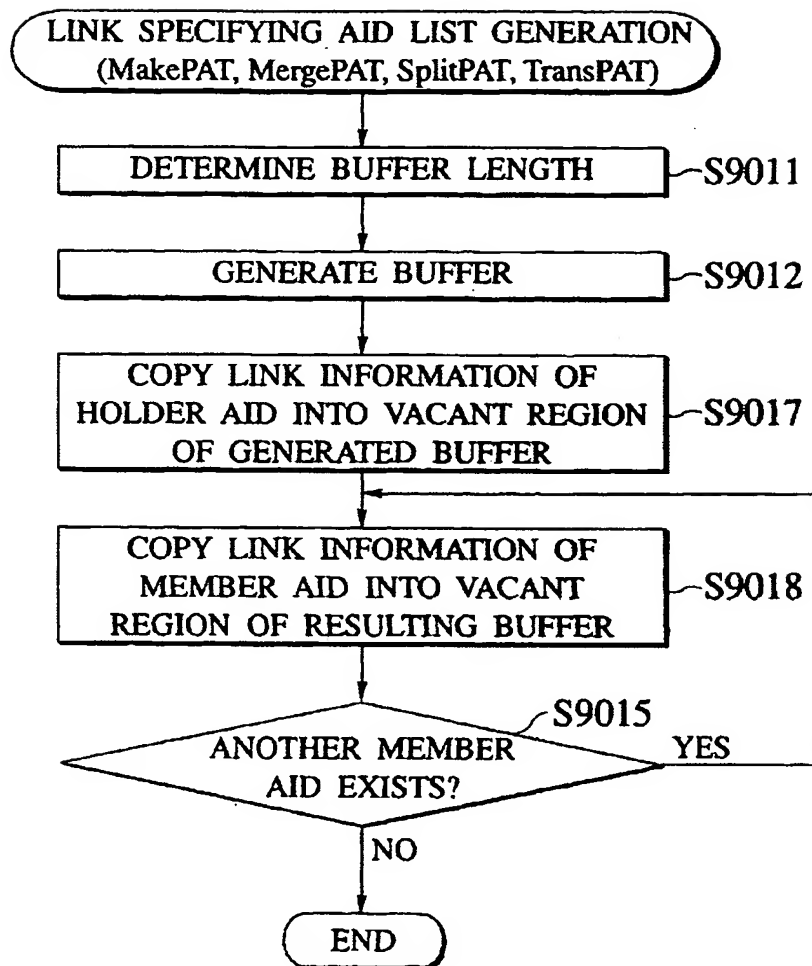 LINK SPECIFYING AID LIST GENERATION
(MakePAT, MergePAT, SplitPAT, TransPAT)
DETERMINE BUFFER LENGTH
S9011
GENERATE BUFFER
S9012
COPY LINK INFORMATION OF
HOLDER AID INTO VACANT REGION
OF GENERATED BUFFER
S9017
COPY LINK INFORMATION OF
MEMBER AID INTO VACANT
REGION OF RESULTING BUFFER
S9018
S9015
ANOTHER MEMBER
AID EXISTS?
YES
NO
END